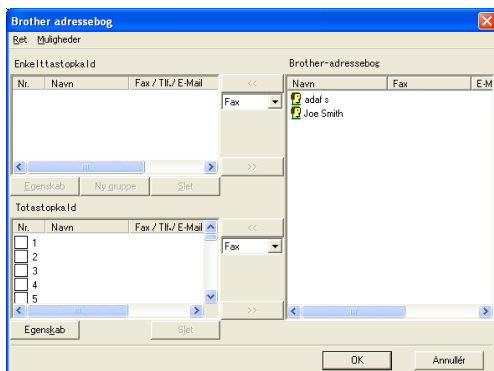 Brother adressebog
Ret Muligheder
Enkelttastopkald
Nr. Navn Fax / Tlf./ E-Mail
<<
Fax
>>
Egenskab Ny gruppe Slet
Totastopkald
Nr. Navn Fax / Tlf./ E-Mail
1
2
3
4
5
<<
Fax
>>
Egenskab Slet
Brother-adressebog
Navn Fax E-M
adaf s
Joe Smith
OK Annullér